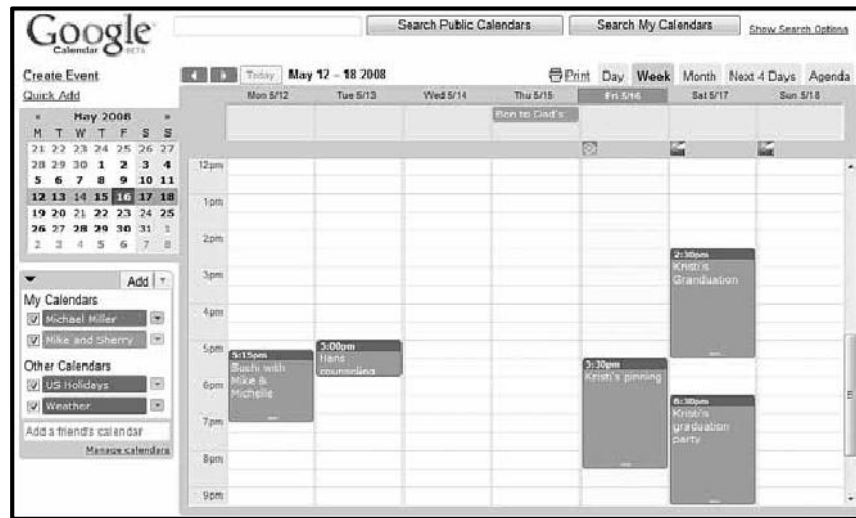 Google
Calendar BETA
Search Public Calendars
Search My Calendars
Show Search Options
Create Event
Quick Add
Today
May 12 – 18 2008
Print
Day
Week
Month
Next 4 Days
Agenda
« May 2008 »
M T W T F S S
21 22 23 24 25 26 27
28 29 30 1 2 3 4
5 6 7 8 9 10 11
12 13 14 15 16 17 18
19 20 21 22 23 24 25
26 27 28 29 30 31 1
2 3 4 5 6 7 8
Add
My Calendars
Michael Miller
Mike and Sherry
Other Calendars
US Holidays
Weather
Add a friend's calendar
Manage calendars
Mon 5/12
Tue 5/13
Wed 5/14
Thu 5/15
Fri 5/16
Sat 5/17
Sun 5/18
Ben to Dad's
12pm
1pm
2pm
3pm
4pm
5pm
6pm
7pm
8pm
9pm
5:15pm
Sushi with
Mike &
Michelle
5:00pm
Hans
counseling
5:30pm
Kristi's pinning
2:30pm
Kristi's
Granduation
6:30pm
Kristi's
graduation
party